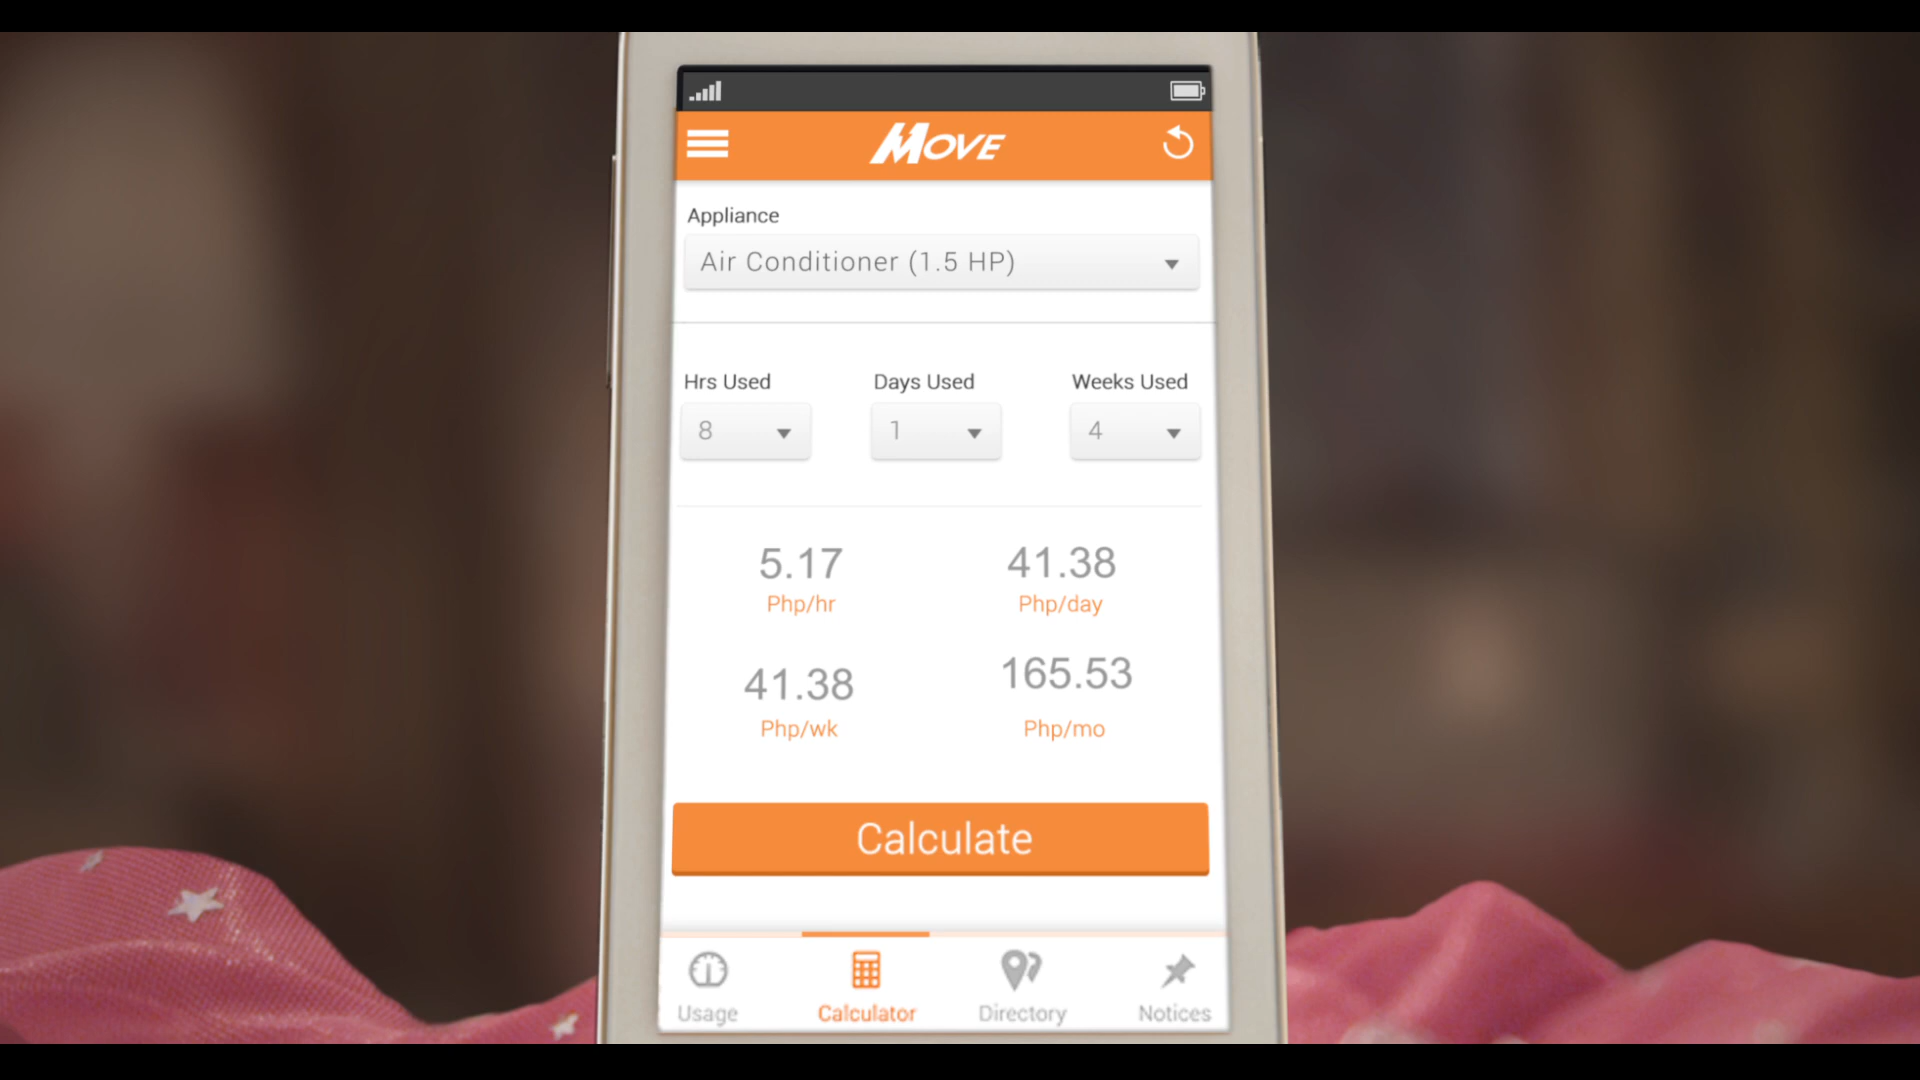 MOVE
Appliance
Air Conditioner (1.5 HP)
Hrs Used Days Used Weeks Used
8 1 4
5.17 41.38
Php/hr Php/day
41.38 165.53
Php/wk Php/mo
Calculate
Usage Calculator Directory Notices